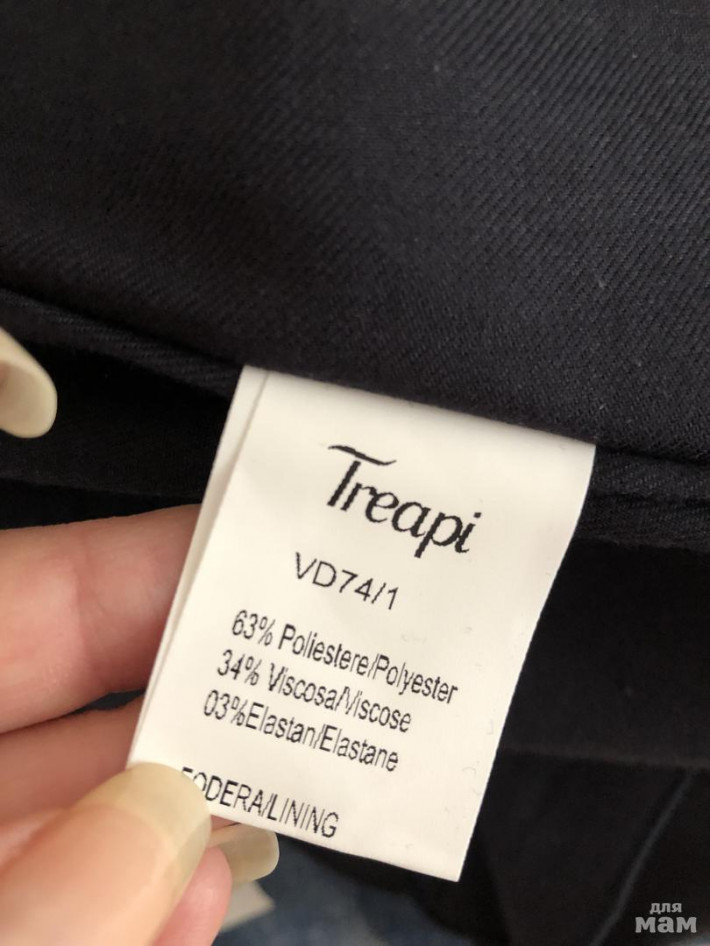 Treapi
VD74/1
63% Poliestere/Polyester
34% Viscosa/Viscose
03%Elastan/Elastane
FODERA/LINING
для
мам